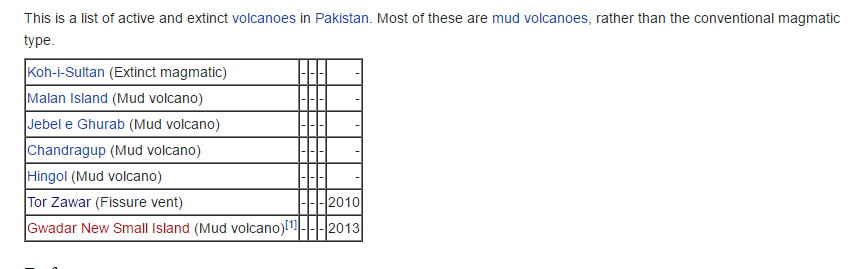 This is a list of active and extinct volcanoes in Pakistan. Most of these are mud volcanoes, rather than the conventional magmatic
type.
Koh-i-Sultan (Extinct magmatic) - - - -
Malan Island (Mud volcano) - - - -
Jebel e Ghurab (Mud volcano) - - - -
Chandragup (Mud volcano) - - - -
Hingol (Mud volcano) - - - -
Tor Zawar (Fissure vent) - - - 2010
Gwadar New Small Island (Mud volcano)[1] - - - 2013